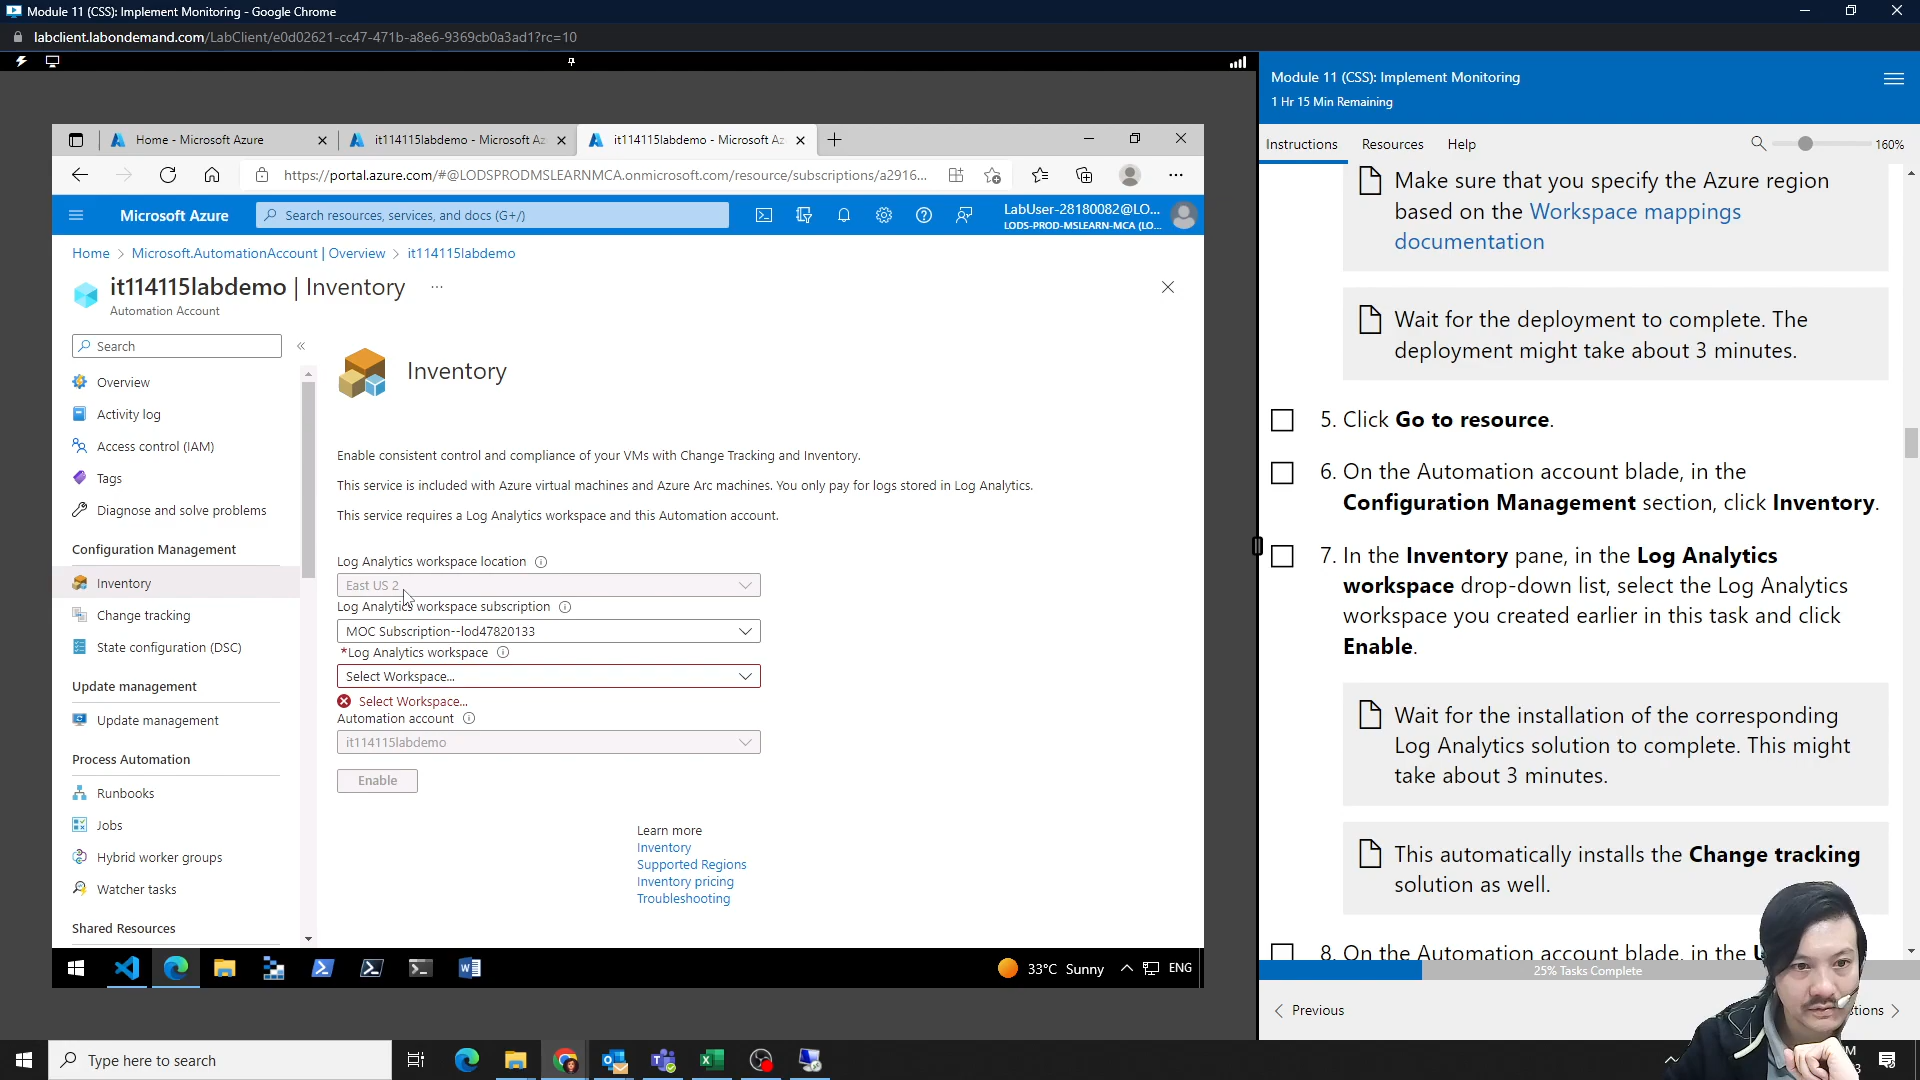 Module 11 (CSS): Implement Monitoring - Google Chrome
labclient.labondemand.com/LabClient/e0d02621-cc47-471b-a8e6-9369cb0a3ad1?rc=10
Module 11 (CSS): Implement Monitoring
1 Hr 15 Min Remaining
Instructions
Resources
Help
160%
Home - Microsoft Azure
it114115labdemo - Microsoft Az
it114115labdemo - Microsoft Az
https://portal.azure.com/#@LODSPRODMSLEARNMCA.onmicrosoft.com/resource/subscriptions/a2916...
Microsoft Azure
Search resources, services, and docs (G+/)
LabUser-28180082@LO...
LODS-PROD-MSLEARN-MCA (LO...
Home > Microsoft.AutomationAccount | Overview > it114115labdemo
it114115labdemo | Inventory ...
Automation Account
Search
Overview
Activity log
Access control (IAM)
Tags
Diagnose and solve problems
Configuration Management
Inventory
Change tracking
State configuration (DSC)
Update management
Update management
Process Automation
Runbooks
Jobs
Hybrid worker groups
Watcher tasks
Shared Resources
Inventory
Enable consistent control and compliance of your VMs with Change Tracking and Inventory.
This service is included with Azure virtual machines and Azure Arc machines. You only pay for logs stored in Log Analytics.
This service requires a Log Analytics workspace and this Automation account.
Log Analytics workspace location
East US 2
Log Analytics workspace subscription
MOC Subscription--lod47820133
*Log Analytics workspace
Select Workspace...
Select Workspace...
Automation account
it114115labdemo
Enable
Learn more
Inventory
Supported Regions
Inventory pricing
Troubleshooting
33°C Sunny
ENG
Make sure that you specify the Azure region
based on the Workspace mappings
documentation
Wait for the deployment to complete. The
deployment might take about 3 minutes.
5. Click Go to resource.
6. On the Automation account blade, in the
Configuration Management section, click Inventory.
7. In the Inventory pane, in the Log Analytics
workspace drop-down list, select the Log Analytics
workspace you created earlier in this task and click
Enable.
Wait for the installation of the corresponding
Log Analytics solution to complete. This might
take about 3 minutes.
This automatically installs the Change tracking
solution as well.
8. On the Automation account blade, in the
25% Tasks Complete
Previous
Type here to search